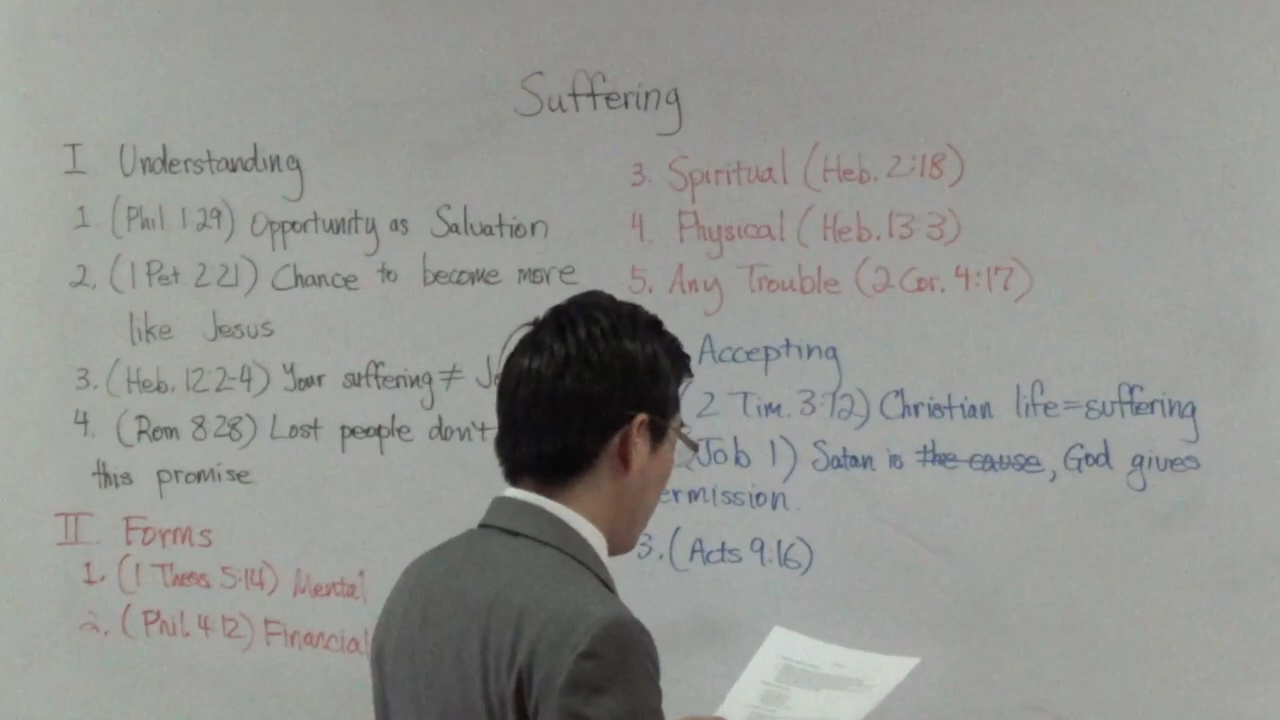 Suffering
I Understanding
1 (Phil 1:29) Opportunity as Salvation
2. (1 Pet 2 21) Chance to become more
like Jesus
3. (Heb. 12:2-4) Your suffering ≠
4. (Rom 8:28) Lost people don't
this promise
II Forms
1. (1 Thess 5:14) Mental
2. (Phil. 4:12) Financial
3. Spiritual (Heb. 2:18)
4. Physical (Heb. 13:3)
5. Any Trouble (2 Cor. 4:17)
Accepting
(2 Tim. 3:12) Christian life=suffering
(Job 1) Satan is the cause, God gives
ermission
3. (Acts 9:16)